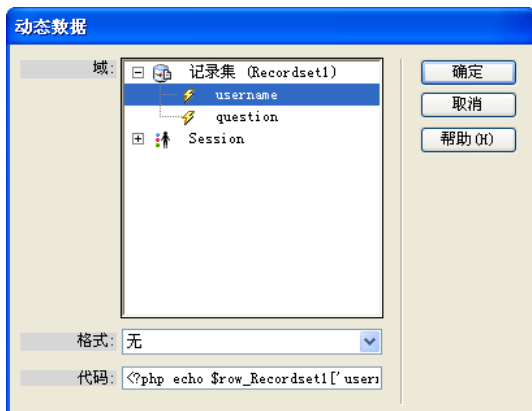 动态数据
域:
记录集 (Recordset1)
username
question
Session
确定
取消
帮助(H)
格式: 无
代码: <?php echo $row_Recordset1['user